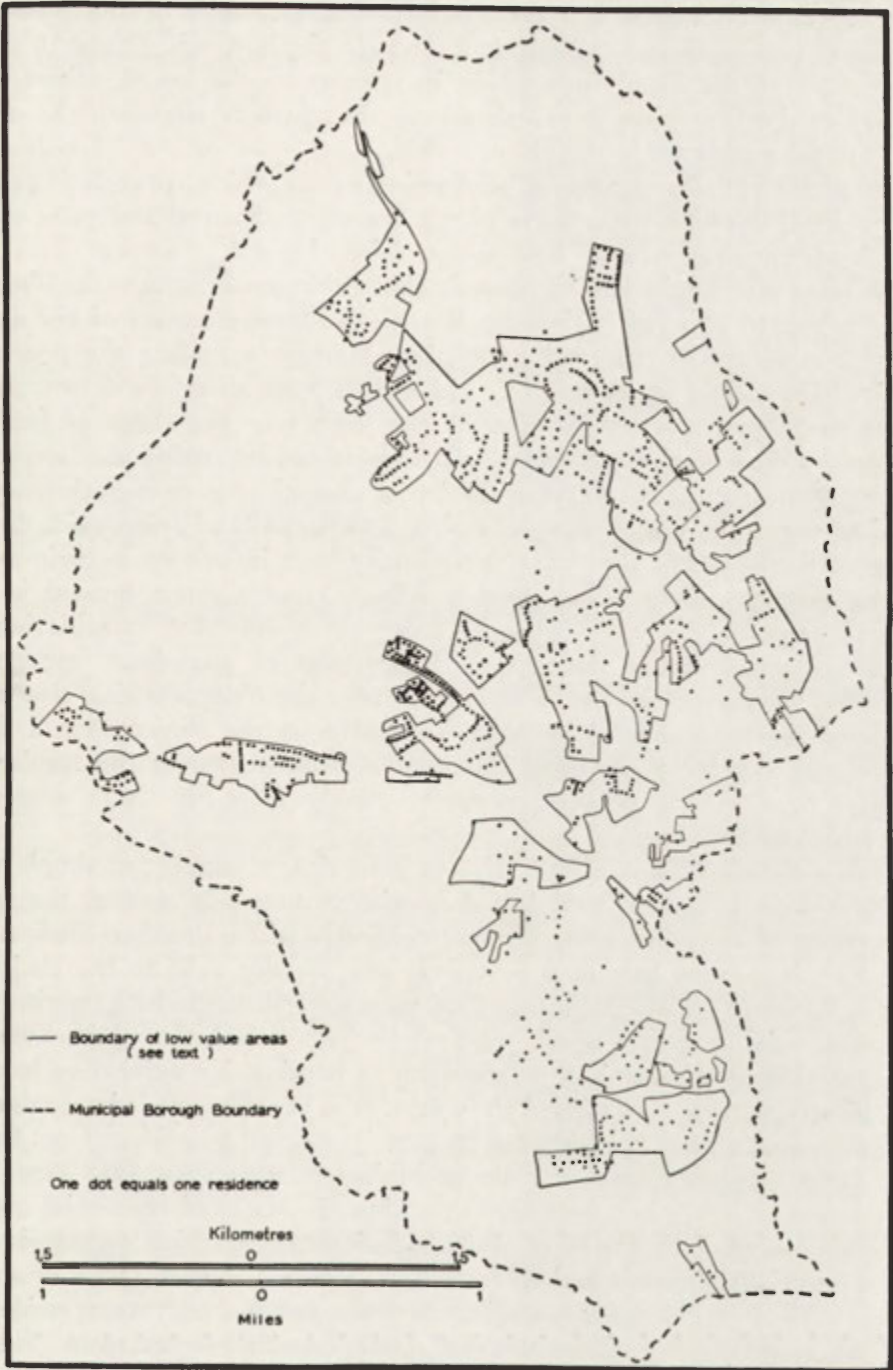 Boundary of low value areas
( see text )
Municipal Borough Boundary
One dot equals one residence
Kilometres
1,5 0 1,5
1 0 1
Miles